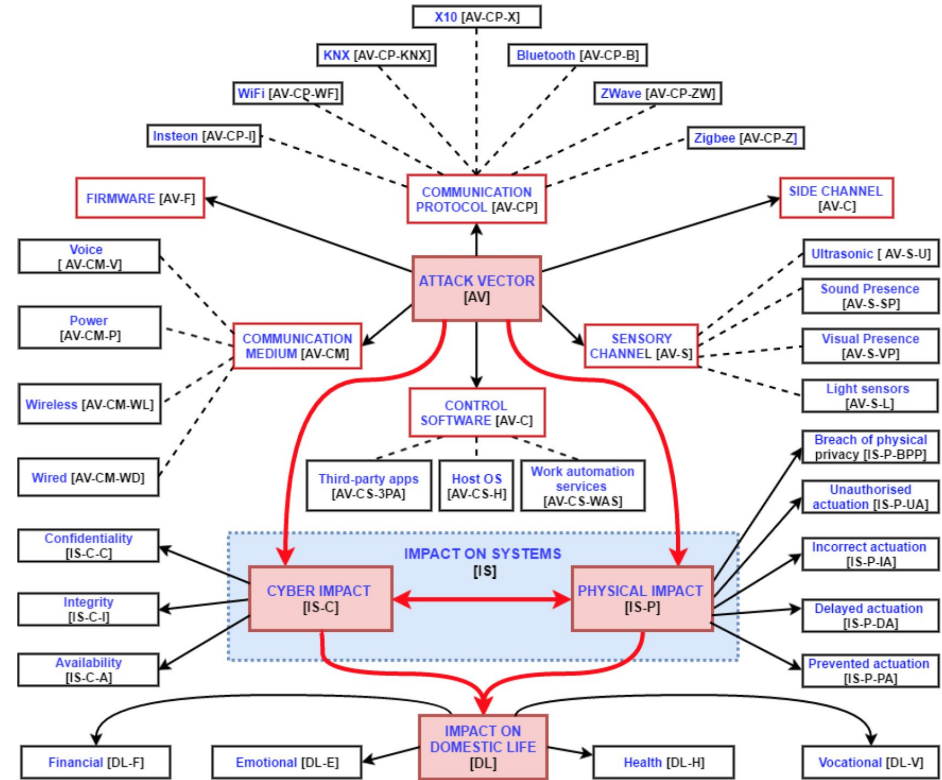 X10 [AV-CP-X]
KNX [AV-CP-KNX]
Bluetooth [AV-CP-B]
WiFi [AV-CP-WF]
ZWave [AV-CP-ZW]
Insteon [AV-CP-I]
Zigbee [AV-CP-Z]
COMMUNICATION
PROTOCOL [AV-CP]
FIRMWARE [AV-F]
SIDE CHANNEL
[AV-C]
Voice
[ AV-CM-V]
ATTACK VECTOR
[AV]
Ultrasonic [ AV-S-U]
Sound Presence
[AV-S-SP]
Power
[AV-CM-P]
COMMUNICATION
MEDIUM [AV-CM]
SENSORY
CHANNEL [AV-S]
Visual Presence
[AV-S-VP]
Wireless [AV-CM-WL]
CONTROL
SOFTWARE [AV-C]
Light sensors
[AV-S-L]
Breach of physical
privacy [IS-P-BPP]
Wired [AV-CM-WD]
Third-party apps
[AV-CS-3PA]
Host OS
[AV-CS-H]
Work automation
services
[AV-CS-WAS]
Unauthorised
actuation [IS-P-UA]
Confidentiality
[IS-C-C]
IMPACT ON SYSTEMS
[IS]
Incorrect actuation
[IS-P-IA]
CYBER IMPACT
[IS-C]
PHYSICAL IMPACT
[IS-P]
Integrity
[IS-C-I]
Delayed actuation
[IS-P-DA]
Availability
[IS-C-A]
Prevented actuation
[IS-P-PA]
IMPACT ON
DOMESTIC LIFE
[DL]
Financial [DL-F]
Emotional [DL-E]
Health [DL-H]
Vocational [DL-V]